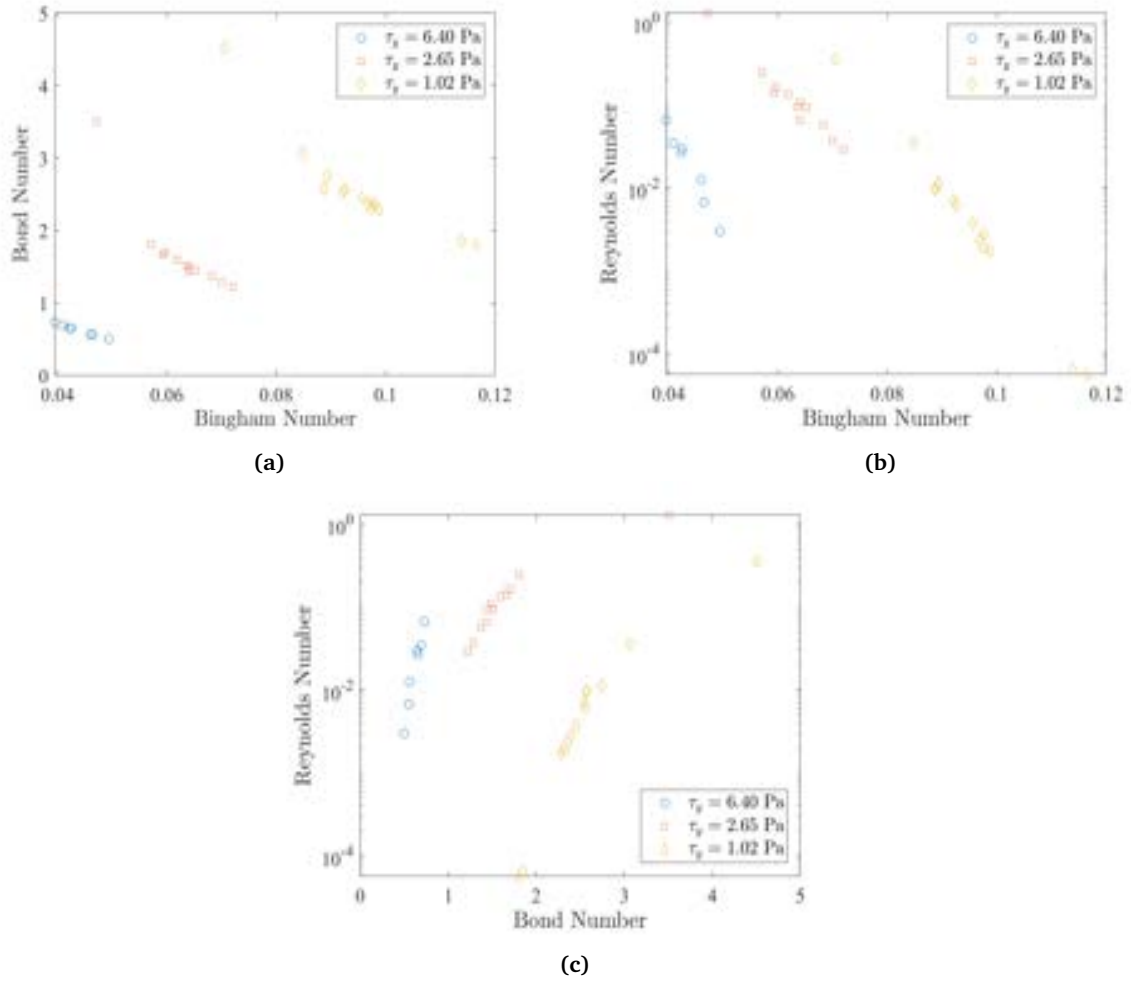 5
4
3
2
1
0
Bond Number
0.04 0.06 0.08 0.1 0.12
Bingham Number
τy = 6.40 Pa
τy = 2.65 Pa
τy = 1.02 Pa
(a)
10^0
10^-2
10^-4
Reynolds Number
0.04 0.06 0.08 0.1 0.12
Bingham Number
τy = 6.40 Pa
τy = 2.65 Pa
τy = 1.02 Pa
(b)
10^0
10^-2
10^-4
Reynolds Number
0 1 2 3 4 5
Bond Number
τy = 6.40 Pa
τy = 2.65 Pa
τy = 1.02 Pa
(c)